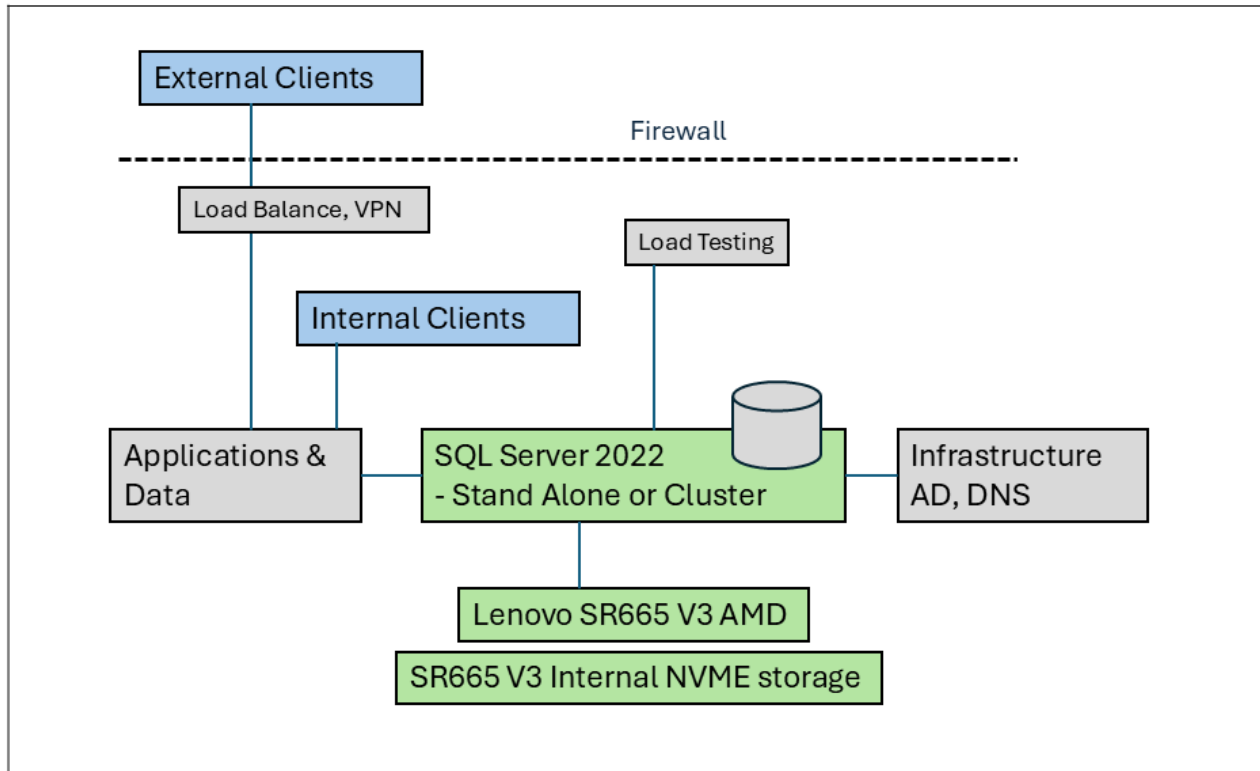 External Clients
Firewall
Load Balance, VPN
Load Testing
Internal Clients
Applications &
Data
SQL Server 2022
- Stand Alone or Cluster
Infrastructure
AD, DNS
Lenovo SR665 V3 AMD
SR665 V3 Internal NVME storage